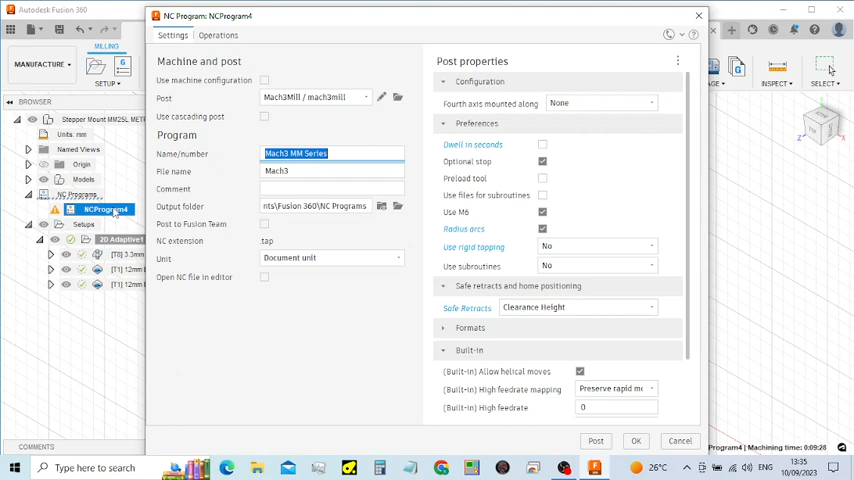 Autodesk Fusion 360
NC Program: NCProgram4
Settings
Operations
MANUFACTURE
MILLING
SETUP
INSPECT
SELECT
BROWSER
Stepper Mount MM25L METR
Units: mm
Named Views
Origin
Models
NC Programs
NCProgram4
Setups
2D Adaptive1
[T8] 3.3mm
[T1] 12mm
[T1] 12mm
COMMENTS
Machine and post
Use machine configuration
Post
Mach3Mill / mach3mill
Use cascading post
Program
Name/number
Mach3 MM Series
File name
Mach3
Comment
Output folder
nts\Fusion 360\NC Programs
Post to Fusion Team
NC extension
.tap
Unit
Document unit
Open NC file in editor
Post properties
Configuration
Fourth axis mounted along
None
Preferences
Dwell in seconds
Optional stop
Preload tool
Use files for subroutines
Use M6
Radius arcs
Use rigid tapping
No
Use subroutines
No
Safe retracts and home positioning
Safe Retracts
Clearance Height
Formats
Built-in
(Built-in) Allow helical moves
(Built-in) High feedrate mapping
Preserve rapid mo
(Built-in) High feedrate
0
Post
OK
Cancel
Program4 | Machining time: 0:09:28
Type here to search
26°C
ENG
13:35
10/09/2023